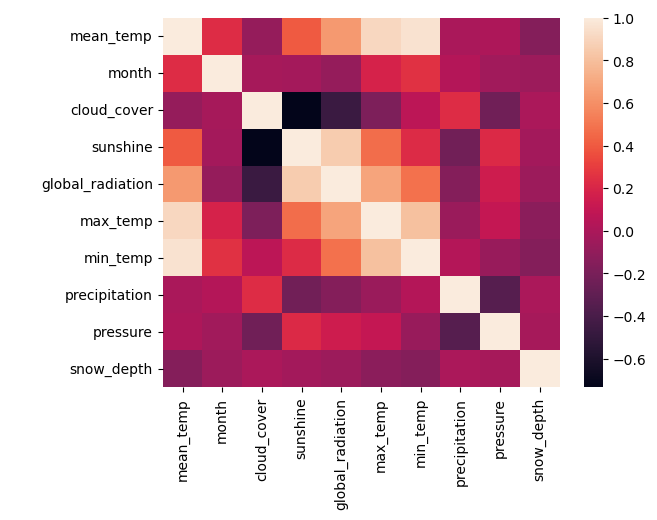 mean_temp
month
cloud_cover
sunshine
global_radiation
max_temp
min_temp
precipitation
pressure
snow_depth
mean_temp
month
cloud_cover
sunshine
global_radiation
max_temp
min_temp
precipitation
pressure
snow_depth
1.0
0.8
0.6
0.4
0.2
0.0
−0.2
−0.4
−0.6